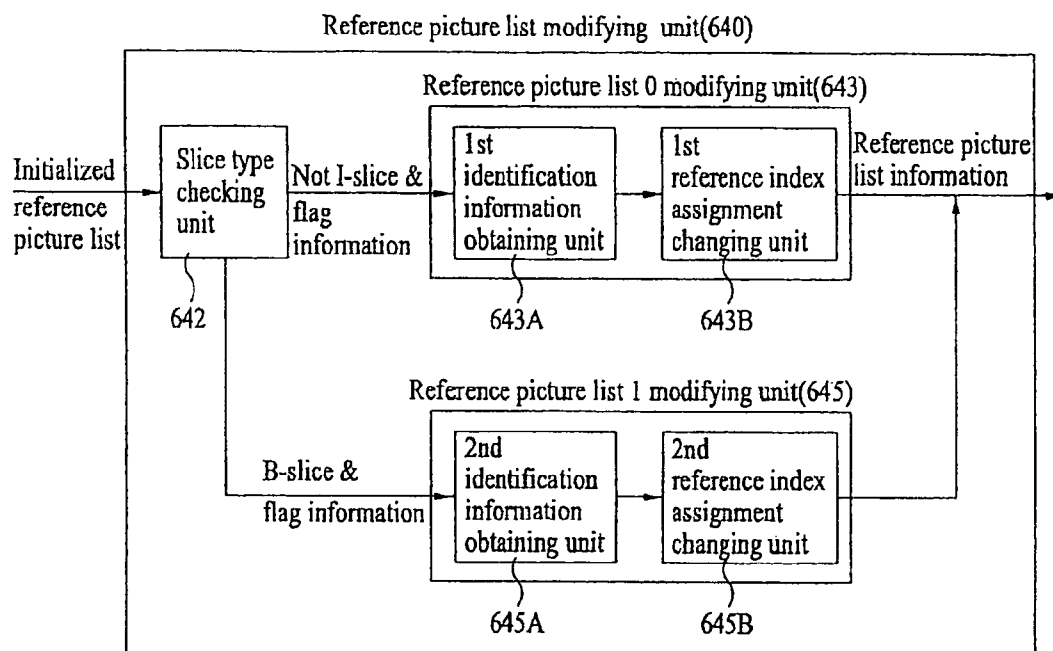 Reference picture list modifying unit(640)
Reference picture list 0 modifying unit(643)
Initialized
reference
picture list
Slice type
checking
unit
642
Not I-slice &
flag
information
1st
identification
information
obtaining unit
643A
1st
reference index
assignment
changing unit
643B
Reference picture
list information
Reference picture list 1 modifying unit(645)
B-slice &
flag information
2nd
identification
information
obtaining unit
645A
2nd
reference index
assignment
changing unit
645B